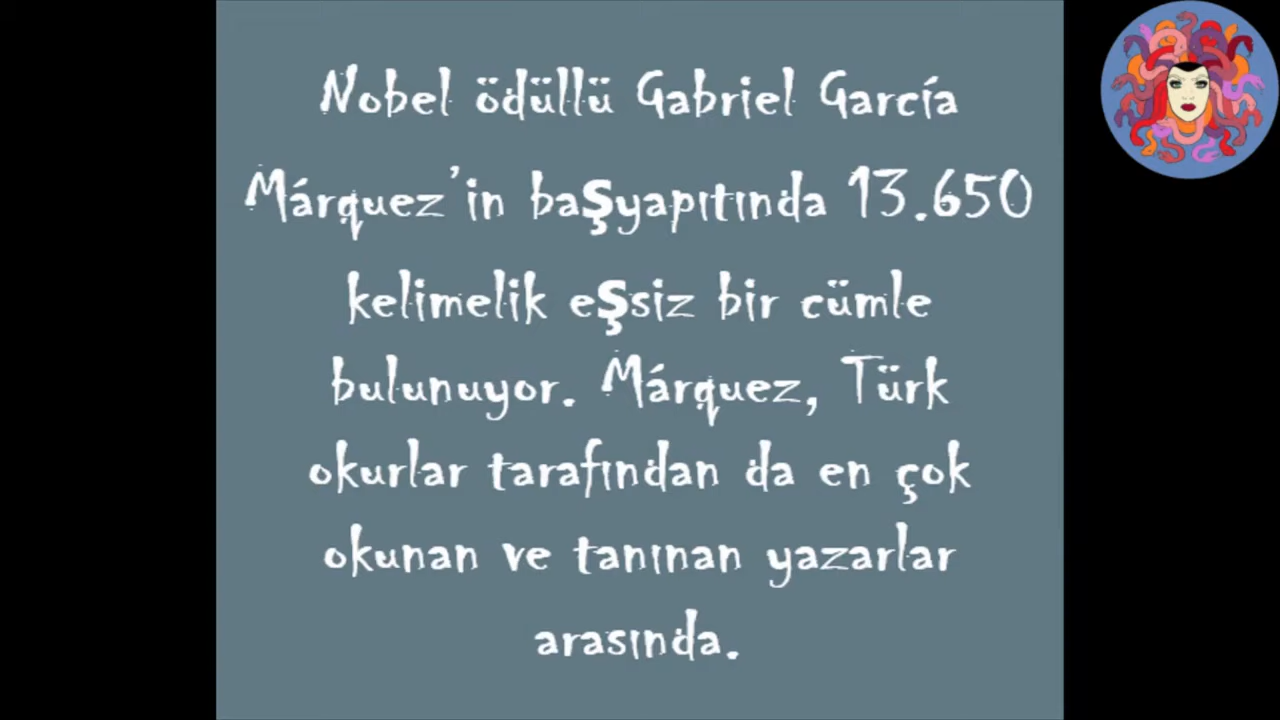 Nobel ödüllü Gabriel García
Márquez'in başyapıtında 13.650
kelimelik eşsiz bir cümle
bulunuyor. Márquez, Türk
okurlar tarafından da en çok
okunan ve tanınan yazarlar
arasında.